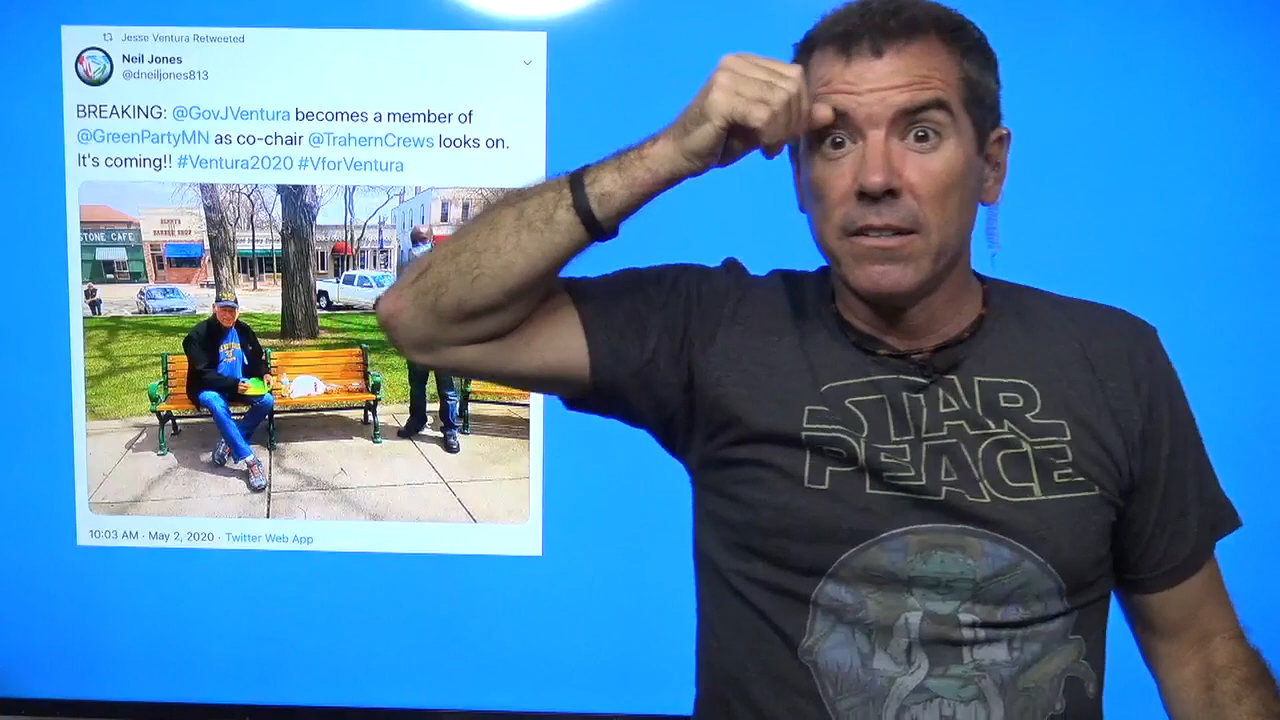 Jesse Ventura Retweeted
Neil Jones
@dneiljones813
BREAKING: @GovJVentura becomes a member of
@GreenPartyMN as co-chair @TrahernCrews looks on.
It's coming!! #Ventura2020 #VforVentura
STONE CAFE
10:03 AM · May 2, 2020 · Twitter Web App
STAR
PEACE